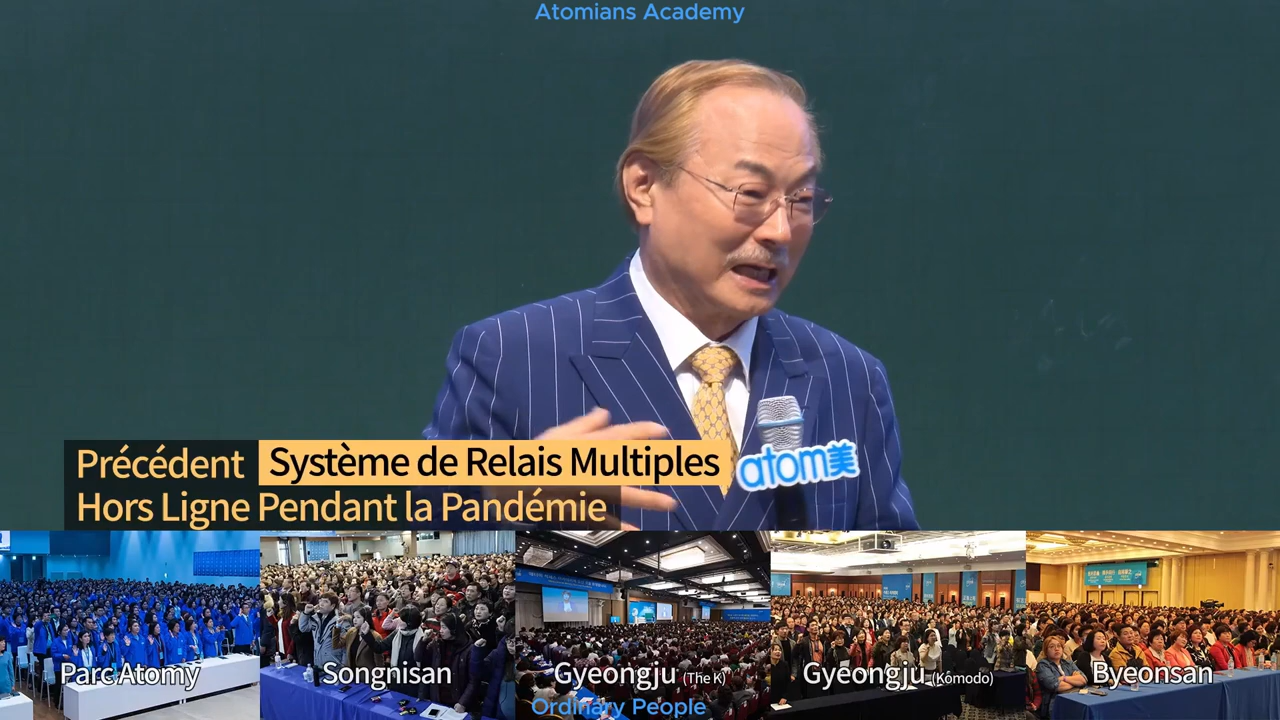 Atomians Academy
atom美
Précédent Système de Relais Multiples
Hors Ligne Pendant la Pandémie
Parc Atomy
Songnisan
Gyeongju (The K)
Gyeongju (Komodo)
Byeonsan
Ordinary People